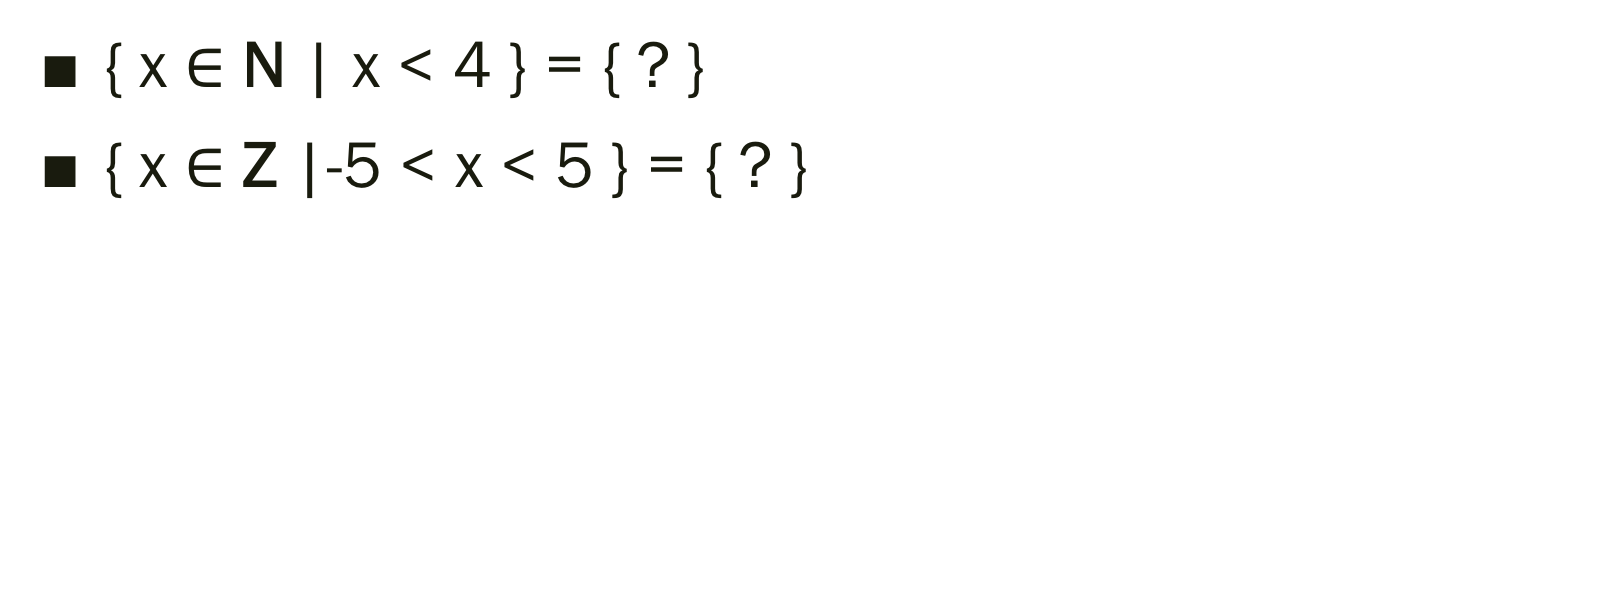 ▪ { x ∈ N | x < 4 } = { ? }
▪ { x ∈ Z |-5 < x < 5 } = { ? }